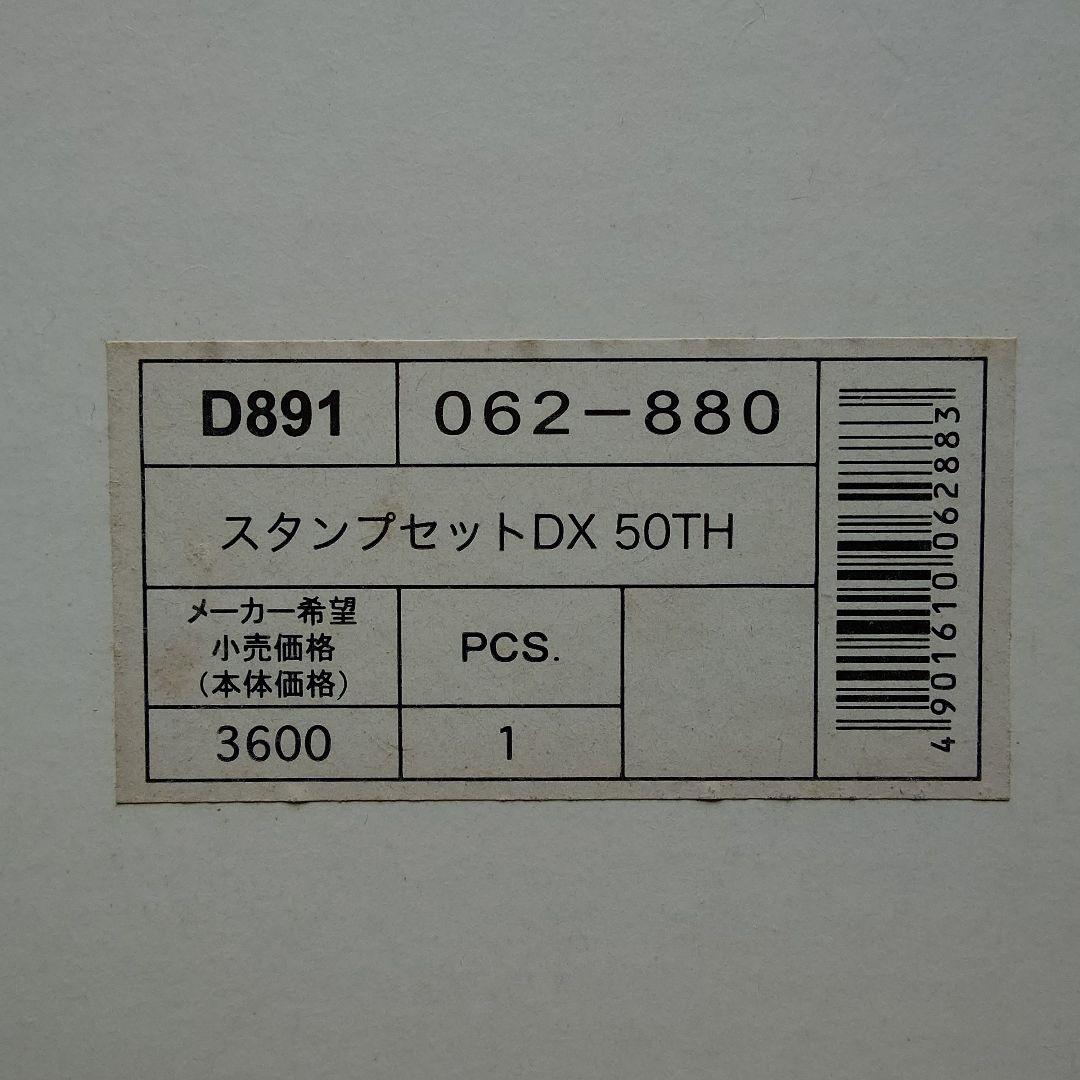 D891
062-880
スタンプセットDX 50TH
メーカー希望
小売価格
(本体価格)
PCS.
3600
1
4901610062883